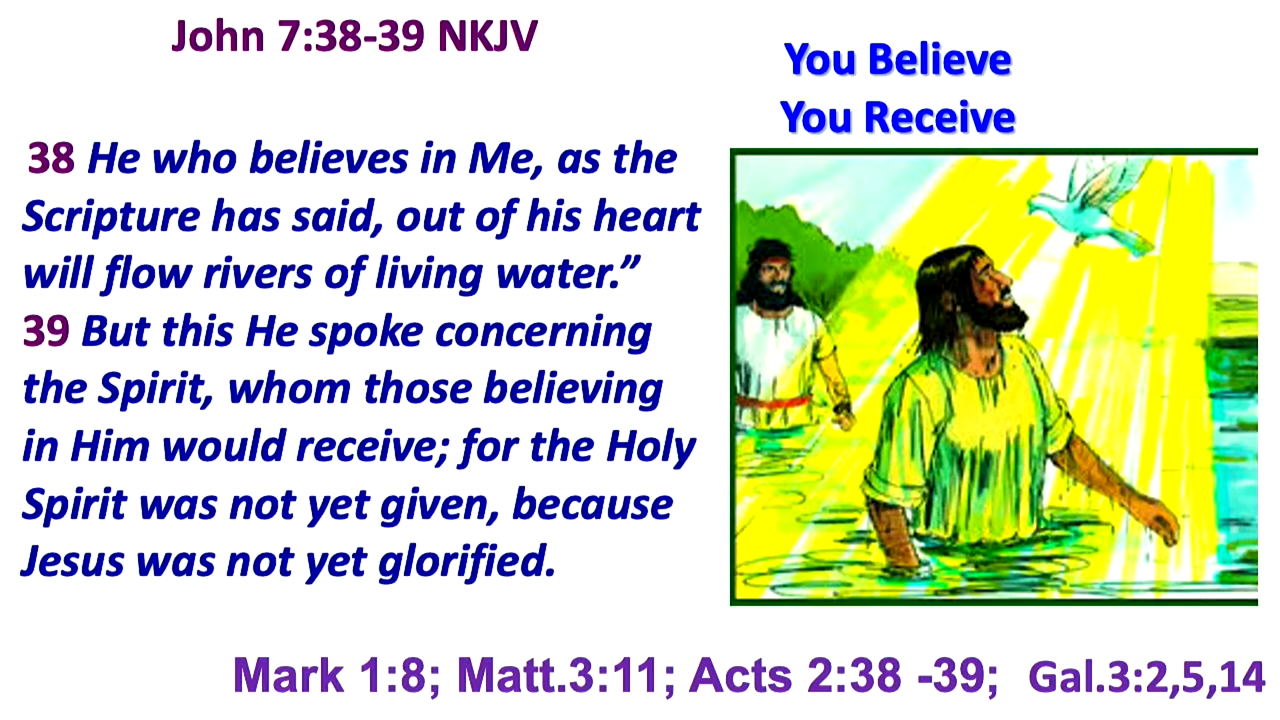 John 7:38-39 NKJV
You Believe
You Receive
38 He who believes in Me, as the
Scripture has said, out of his heart
will flow rivers of living water.”
39 But this He spoke concerning
the Spirit, whom those believing
in Him would receive; for the Holy
Spirit was not yet given, because
Jesus was not yet glorified.
Mark 1:8; Matt.3:11; Acts 2:38 -39; Gal.3:2,5,14